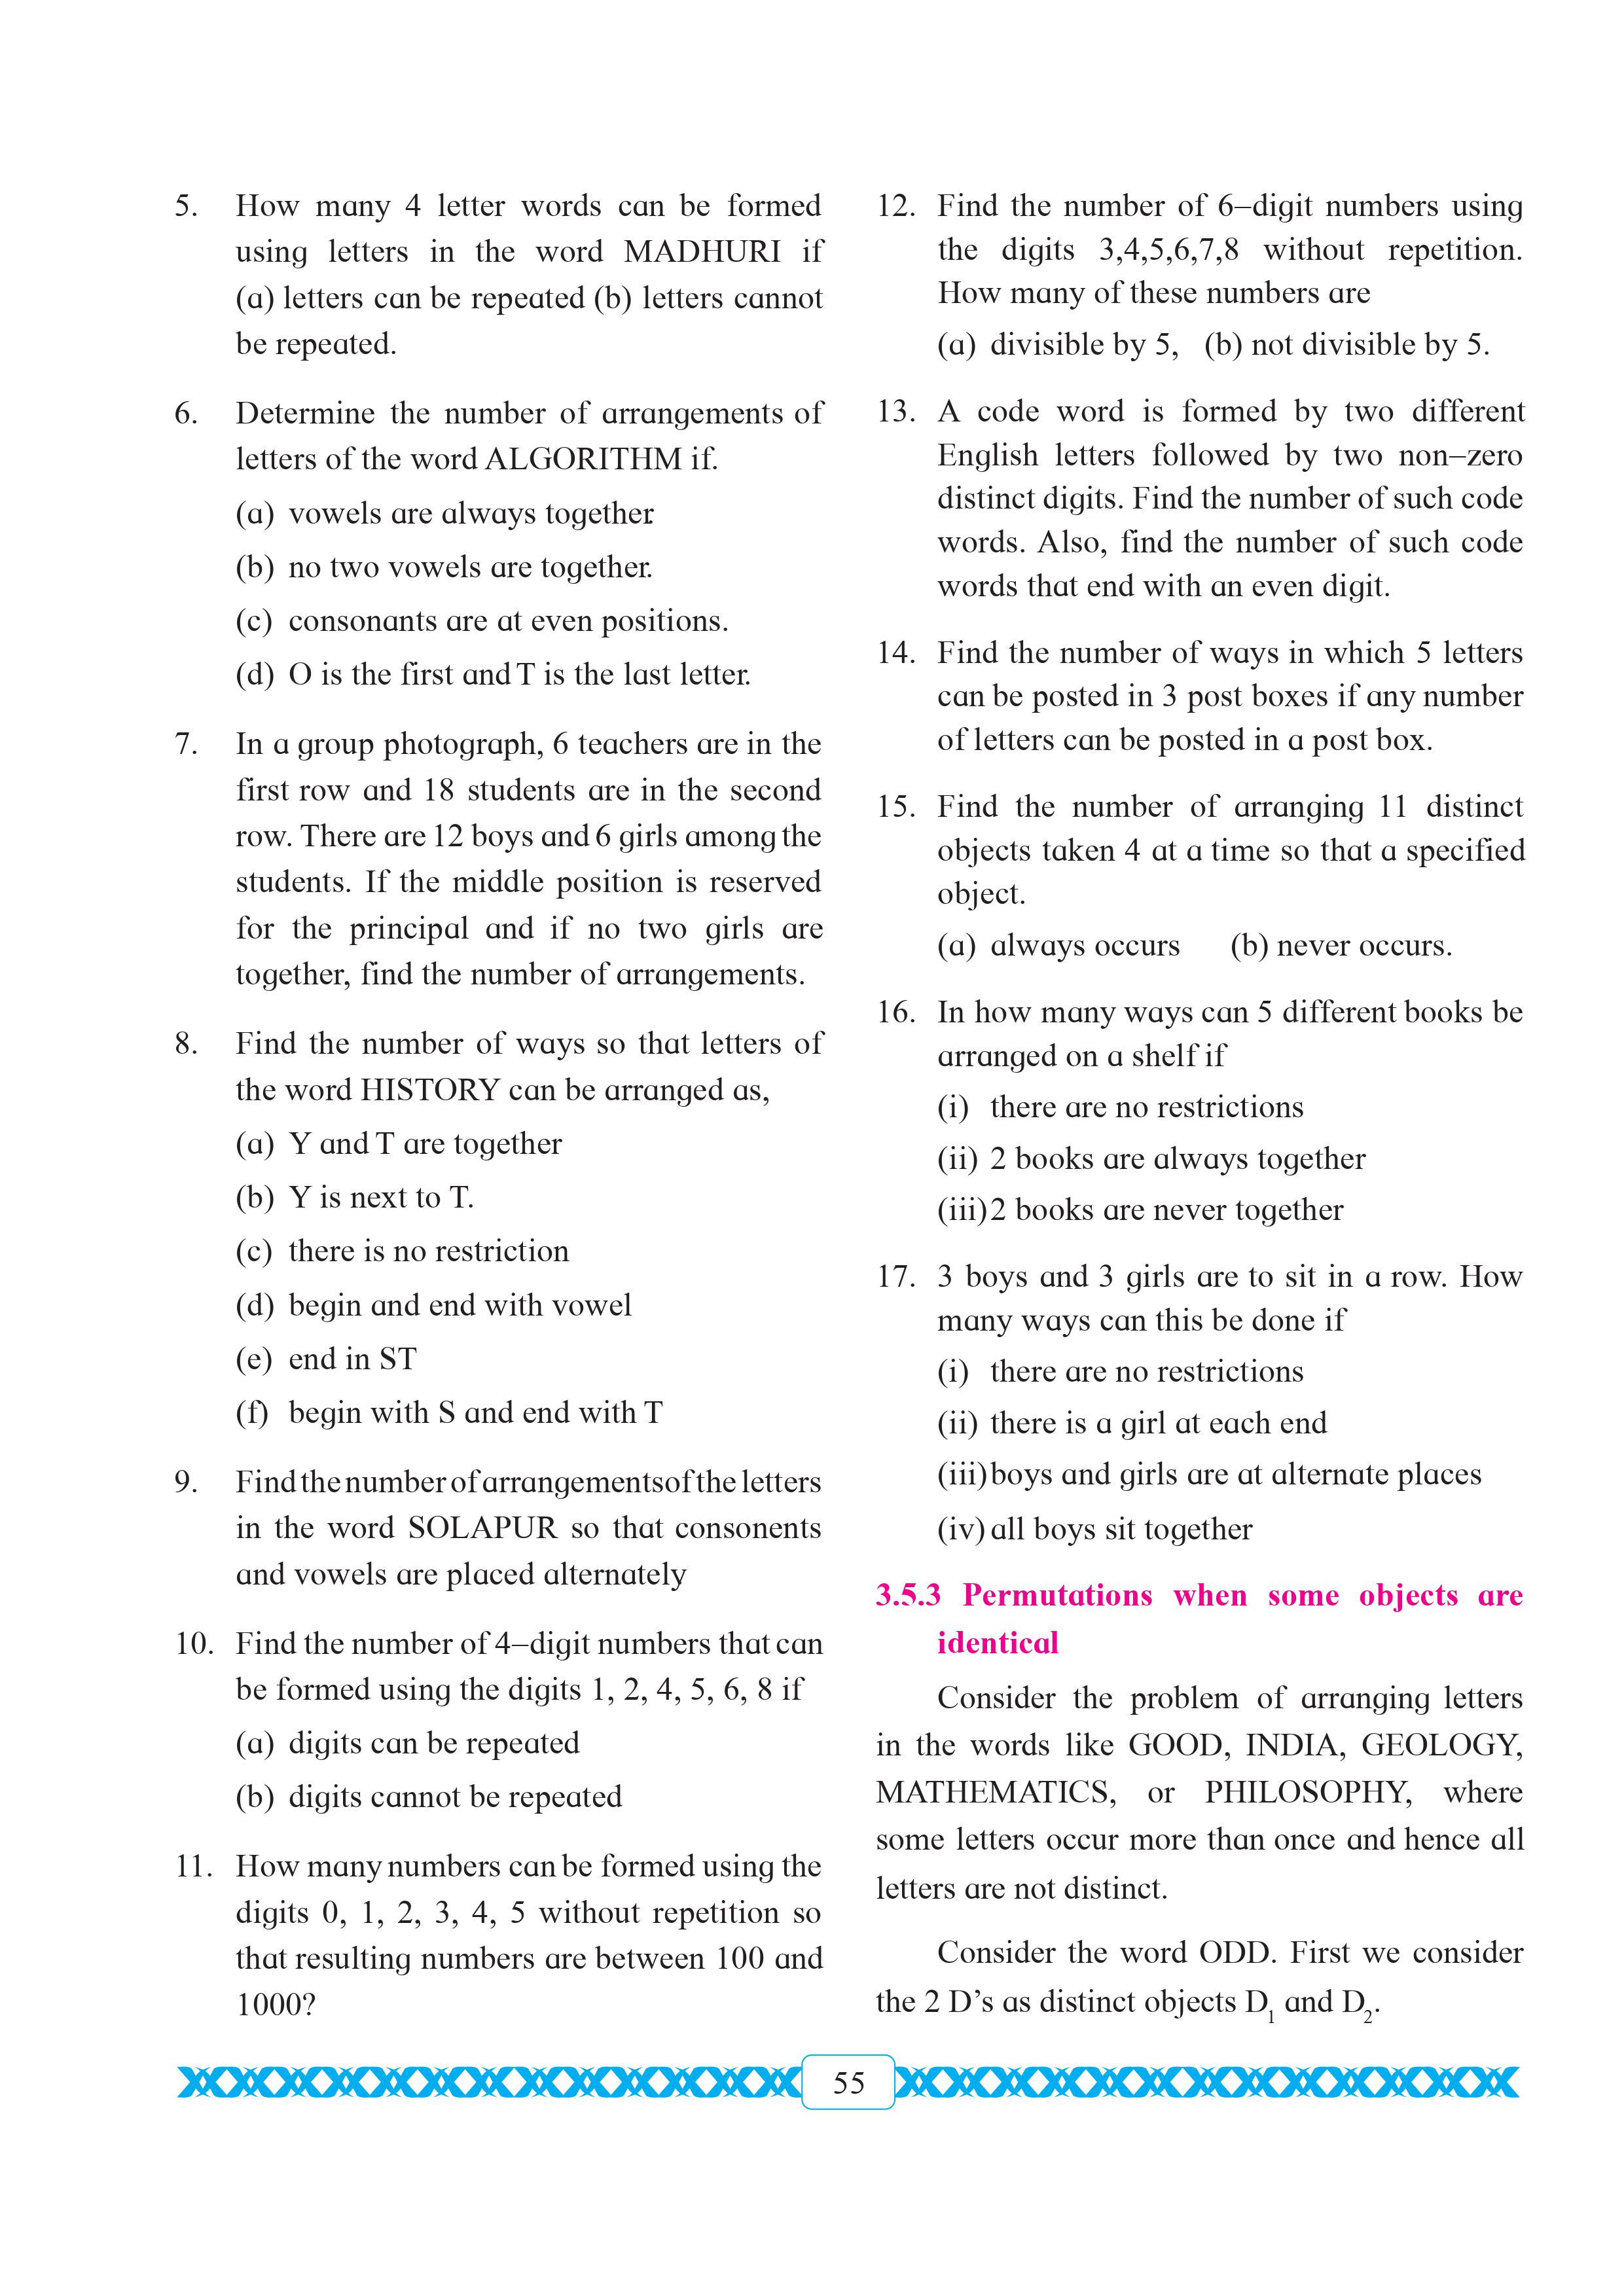 5. How many 4 letter words can be formed
using letters in the word MADHURI if
(a) letters can be repeated (b) letters cannot
be repeated.
6. Determine the number of arrangements of
letters of the word ALGORITHM if.
(a) vowels are always together.
(b) no two vowels are together.
(c) consonants are at even positions.
(d) O is the first and T is the last letter.
7. In a group photograph, 6 teachers are in the
first row and 18 students are in the second
row. There are 12 boys and 6 girls among the
students. If the middle position is reserved
for the principal and if no two girls are
together, find the number of arrangements.
8. Find the number of ways so that letters of
the word HISTORY can be arranged as,
(a) Y and T are together
(b) Y is next to T.
(c) there is no restriction
(d) begin and end with vowel
(e) end in ST
(f) begin with S and end with T
9. Find the number of arrangements of the letters
in the word SOLAPUR so that consonents
and vowels are placed alternately
10. Find the number of 4–digit numbers that can
be formed using the digits 1, 2, 4, 5, 6, 8 if
(a) digits can be repeated
(b) digits cannot be repeated
11. How many numbers can be formed using the
digits 0, 1, 2, 3, 4, 5 without repetition so
that resulting numbers are between 100 and
1000?
12. Find the number of 6–digit numbers using
the digits 3,4,5,6,7,8 without repetition.
How many of these numbers are
(a) divisible by 5, (b) not divisible by 5.
13. A code word is formed by two different
English letters followed by two non–zero
distinct digits. Find the number of such code
words. Also, find the number of such code
words that end with an even digit.
14. Find the number of ways in which 5 letters
can be posted in 3 post boxes if any number
of letters can be posted in a post box.
15. Find the number of arranging 11 distinct
objects taken 4 at a time so that a specified
object.
(a) always occurs (b) never occurs.
16. In how many ways can 5 different books be
arranged on a shelf if
(i) there are no restrictions
(ii) 2 books are always together
(iii) 2 books are never together
17. 3 boys and 3 girls are to sit in a row. How
many ways can this be done if
(i) there are no restrictions
(ii) there is a girl at each end
(iii) boys and girls are at alternate places
(iv) all boys sit together
3.5.3 Permutations when some objects are
identical
Consider the problem of arranging letters
in the words like GOOD, INDIA, GEOLOGY,
MATHEMATICS, or PHILOSOPHY, where
some letters occur more than once and hence all
letters are not distinct.
Consider the word ODD. First we consider
the 2 D’s as distinct objects D₁ and D₂.
55